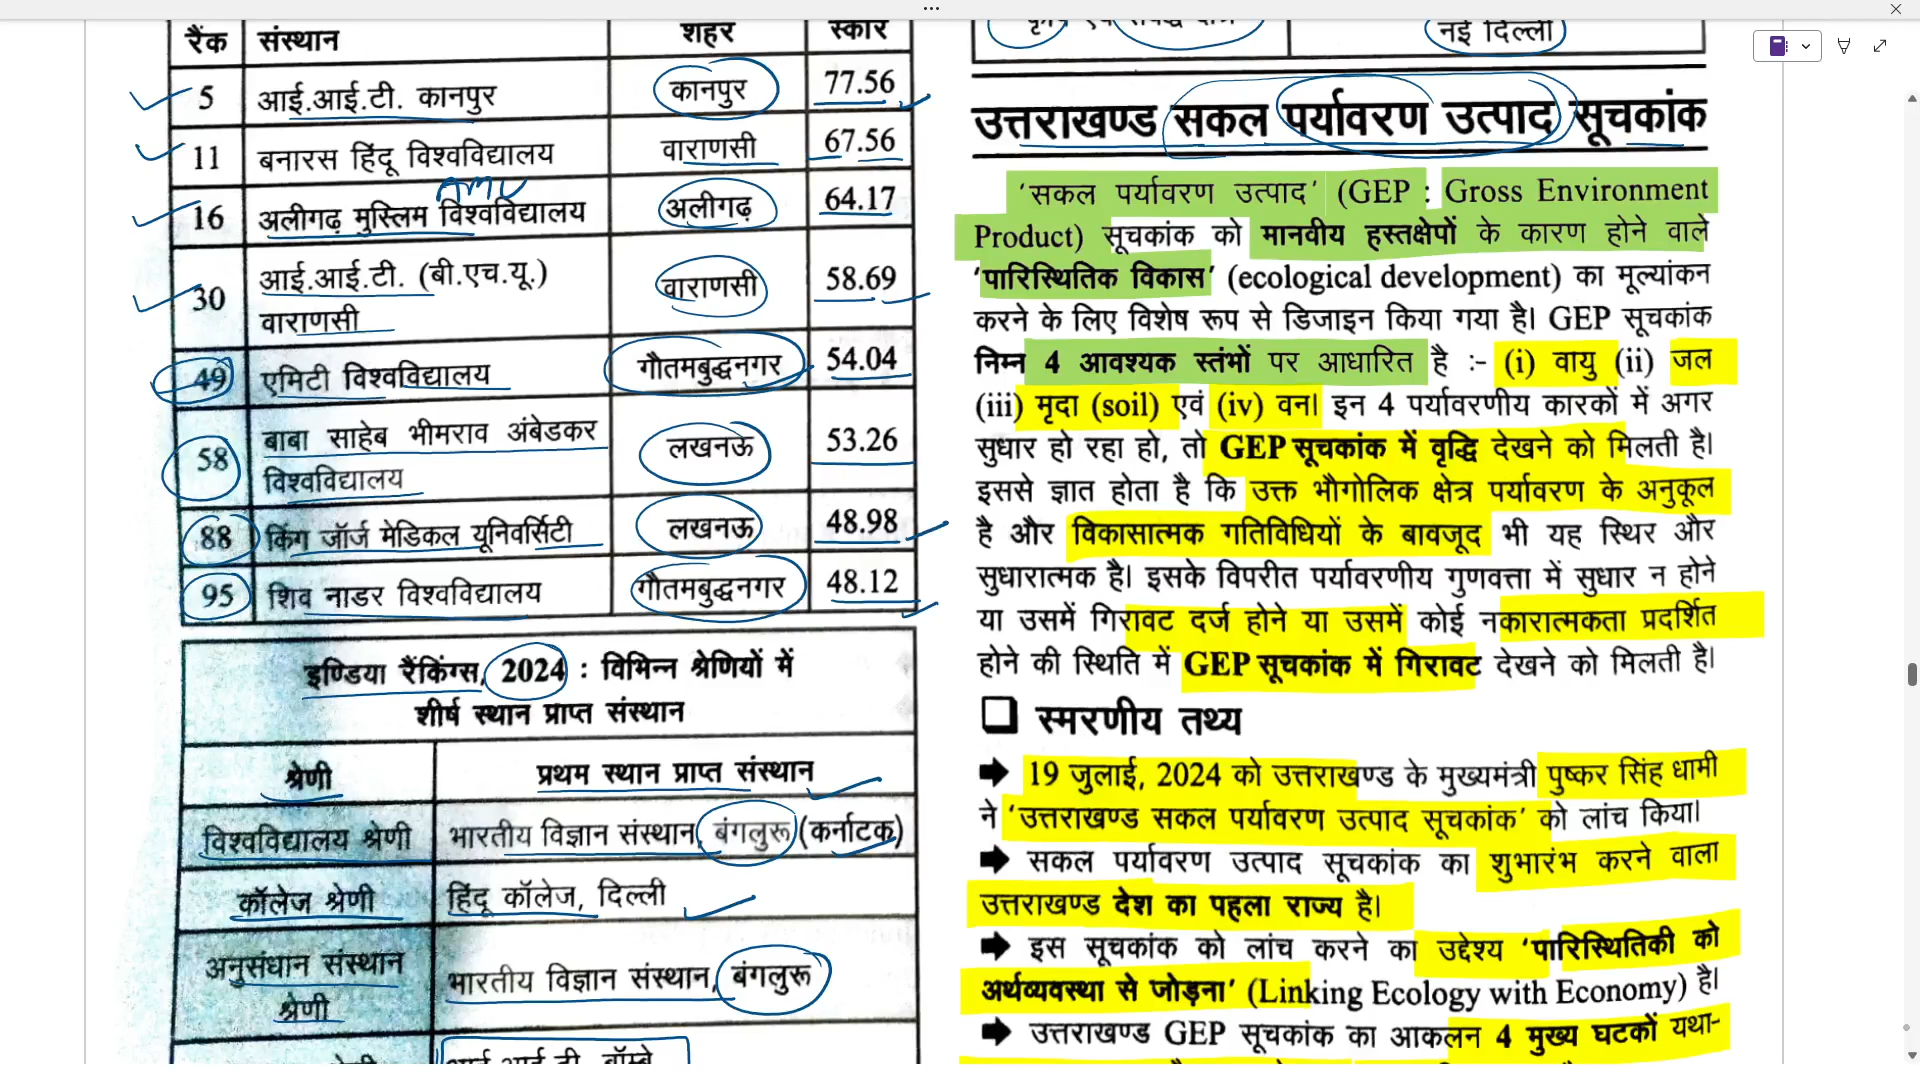 रैंक संस्थान शहर स्कोर
5 आई.आई.टी. कानपुर कानपुर 77.56
11 बनारस हिंदू विश्वविद्यालय वाराणसी 67.56
AMU
16 अलीगढ़ मुस्लिम विश्वविद्यालय अलीगढ़ 64.17
30 आई.आई.टी. (बी.एच.यू.) वाराणसी 58.69
वाराणसी
49 एमिटी विश्वविद्यालय गौतमबुद्धनगर 54.04
58 बाबा साहेब भीमराव अंबेडकर लखनऊ 53.26
विश्वविद्यालय
88 किंग जॉर्ज मेडिकल यूनिवर्सिटी लखनऊ 48.98
95 शिव नाडर विश्वविद्यालय गौतमबुद्धनगर 48.12
इण्डिया रैंकिंग्स, 2024 : विभिन्न श्रेणियों में
शीर्ष स्थान प्राप्त संस्थान
श्रेणी प्रथम स्थान प्राप्त संस्थान
विश्वविद्यालय श्रेणी भारतीय विज्ञान संस्थान, बंगलुरू (कर्नाटक)
कॉलेज श्रेणी हिंदू कॉलेज, दिल्ली
अनुसंधान संस्थान भारतीय विज्ञान संस्थान, बंगलुरू
श्रेणी
आई.आई.टी. बॉम्बे
नई दिल्ली
उत्तराखण्ड सकल पर्यावरण उत्पाद सूचकांक
'सकल पर्यावरण उत्पाद' (GEP : Gross Environment
Product) सूचकांक को मानवीय हस्तक्षेपों के कारण होने वाले
'पारिस्थितिक विकास' (ecological development) का मूल्यांकन
करने के लिए विशेष रूप से डिजाइन किया गया है। GEP सूचकांक
निम्न 4 आवश्यक स्तंभों पर आधारित है :- (i) वायु (ii) जल
(iii) मृदा (soil) एवं (iv) वन। इन 4 पर्यावरणीय कारकों में अगर
सुधार हो रहा हो, तो GEP सूचकांक में वृद्धि देखने को मिलती है।
इससे ज्ञात होता है कि उक्त भौगोलिक क्षेत्र पर्यावरण के अनुकूल
है और विकासात्मक गतिविधियों के बावजूद भी यह स्थिर और
सुधारात्मक है। इसके विपरीत पर्यावरणीय गुणवत्ता में सुधार न होने
या उसमें गिरावट दर्ज होने या उसमें कोई नकारात्मकता प्रदर्शित
होने की स्थिति में GEP सूचकांक में गिरावट देखने को मिलती है।
❑ स्मरणीय तथ्य
➡ 19 जुलाई, 2024 को उत्तराखण्ड के मुख्यमंत्री पुष्कर सिंह धामी
ने 'उत्तराखण्ड सकल पर्यावरण उत्पाद सूचकांक' को लांच किया।
➡ सकल पर्यावरण उत्पाद सूचकांक का शुभारंभ करने वाला
उत्तराखण्ड देश का पहला राज्य है।
➡ इस सूचकांक को लांच करने का उद्देश्य 'पारिस्थितिकी को
अर्थव्यवस्था से जोड़ना' (Linking Ecology with Economy) है।
➡ उत्तराखण्ड GEP सूचकांक का आकलन 4 मुख्य घटकों यथा-